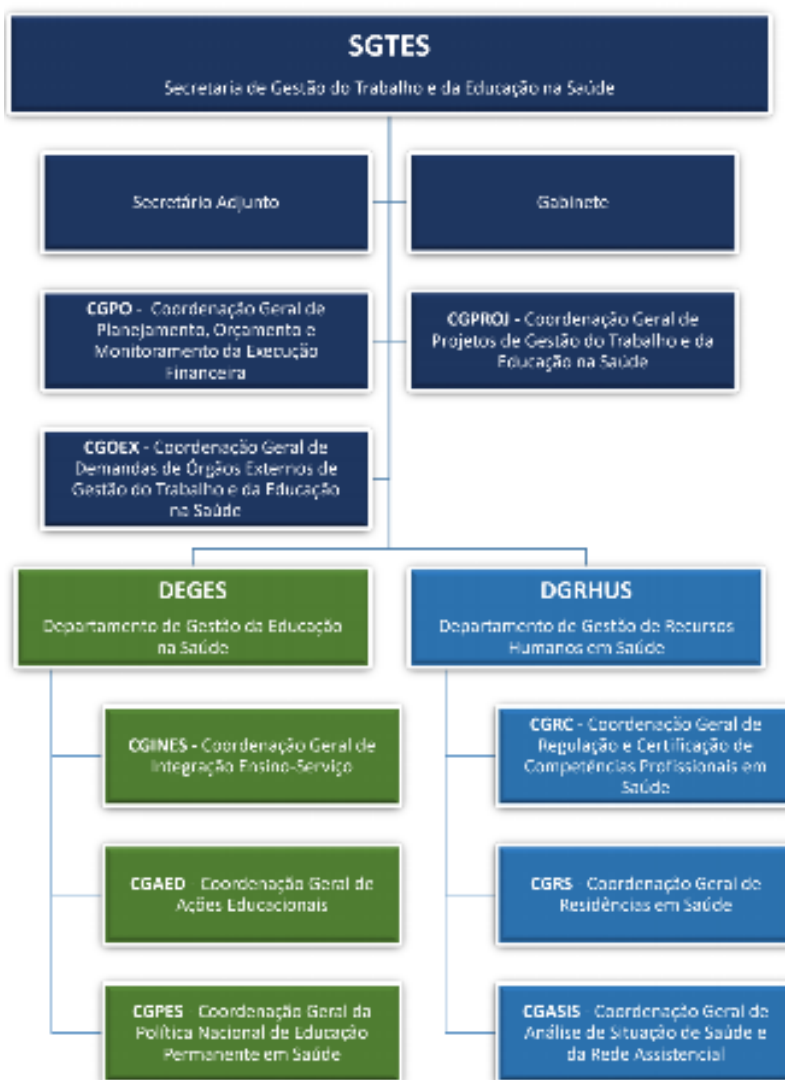 SGTES
Secretaria de Gestão do Trabalho e da Educação na Saúde
Secretário Adjunto
Gabinete
CGPO - Coordenação Geral de
Planejamento, Orçamento e
Monitoramento da Execução
Financeira
CGPROJ - Coordenação Geral de
Projetos de Gestão do Trabalho e da
Educação na Saúde
CGOEX - Coordenação Geral de
Demandas de Órgãos Externos de
Gestão do Trabalho e da Educação
na Saúde
DEGES
Departamento de Gestão da Educação
na Saúde
DGRHUS
Departamento de Gestão de Recursos
Humanos em Saúde
CGINES - Coordenação Geral de
Integração Ensino-Serviço
CGRC - Coordenação Geral de
Regulação e Certificação de
Competências Profissionais em
Saúde
CGAED - Coordenação Geral de
Ações Educacionais
CGRS - Coordenação Geral de
Residências em Saúde
CGPES - Coordenação Geral da
Política Nacional de Educação
Permanente em Saúde
CGASIS - Coordenação Geral de
Análise de Situação de Saúde e
da Rede Assistencial